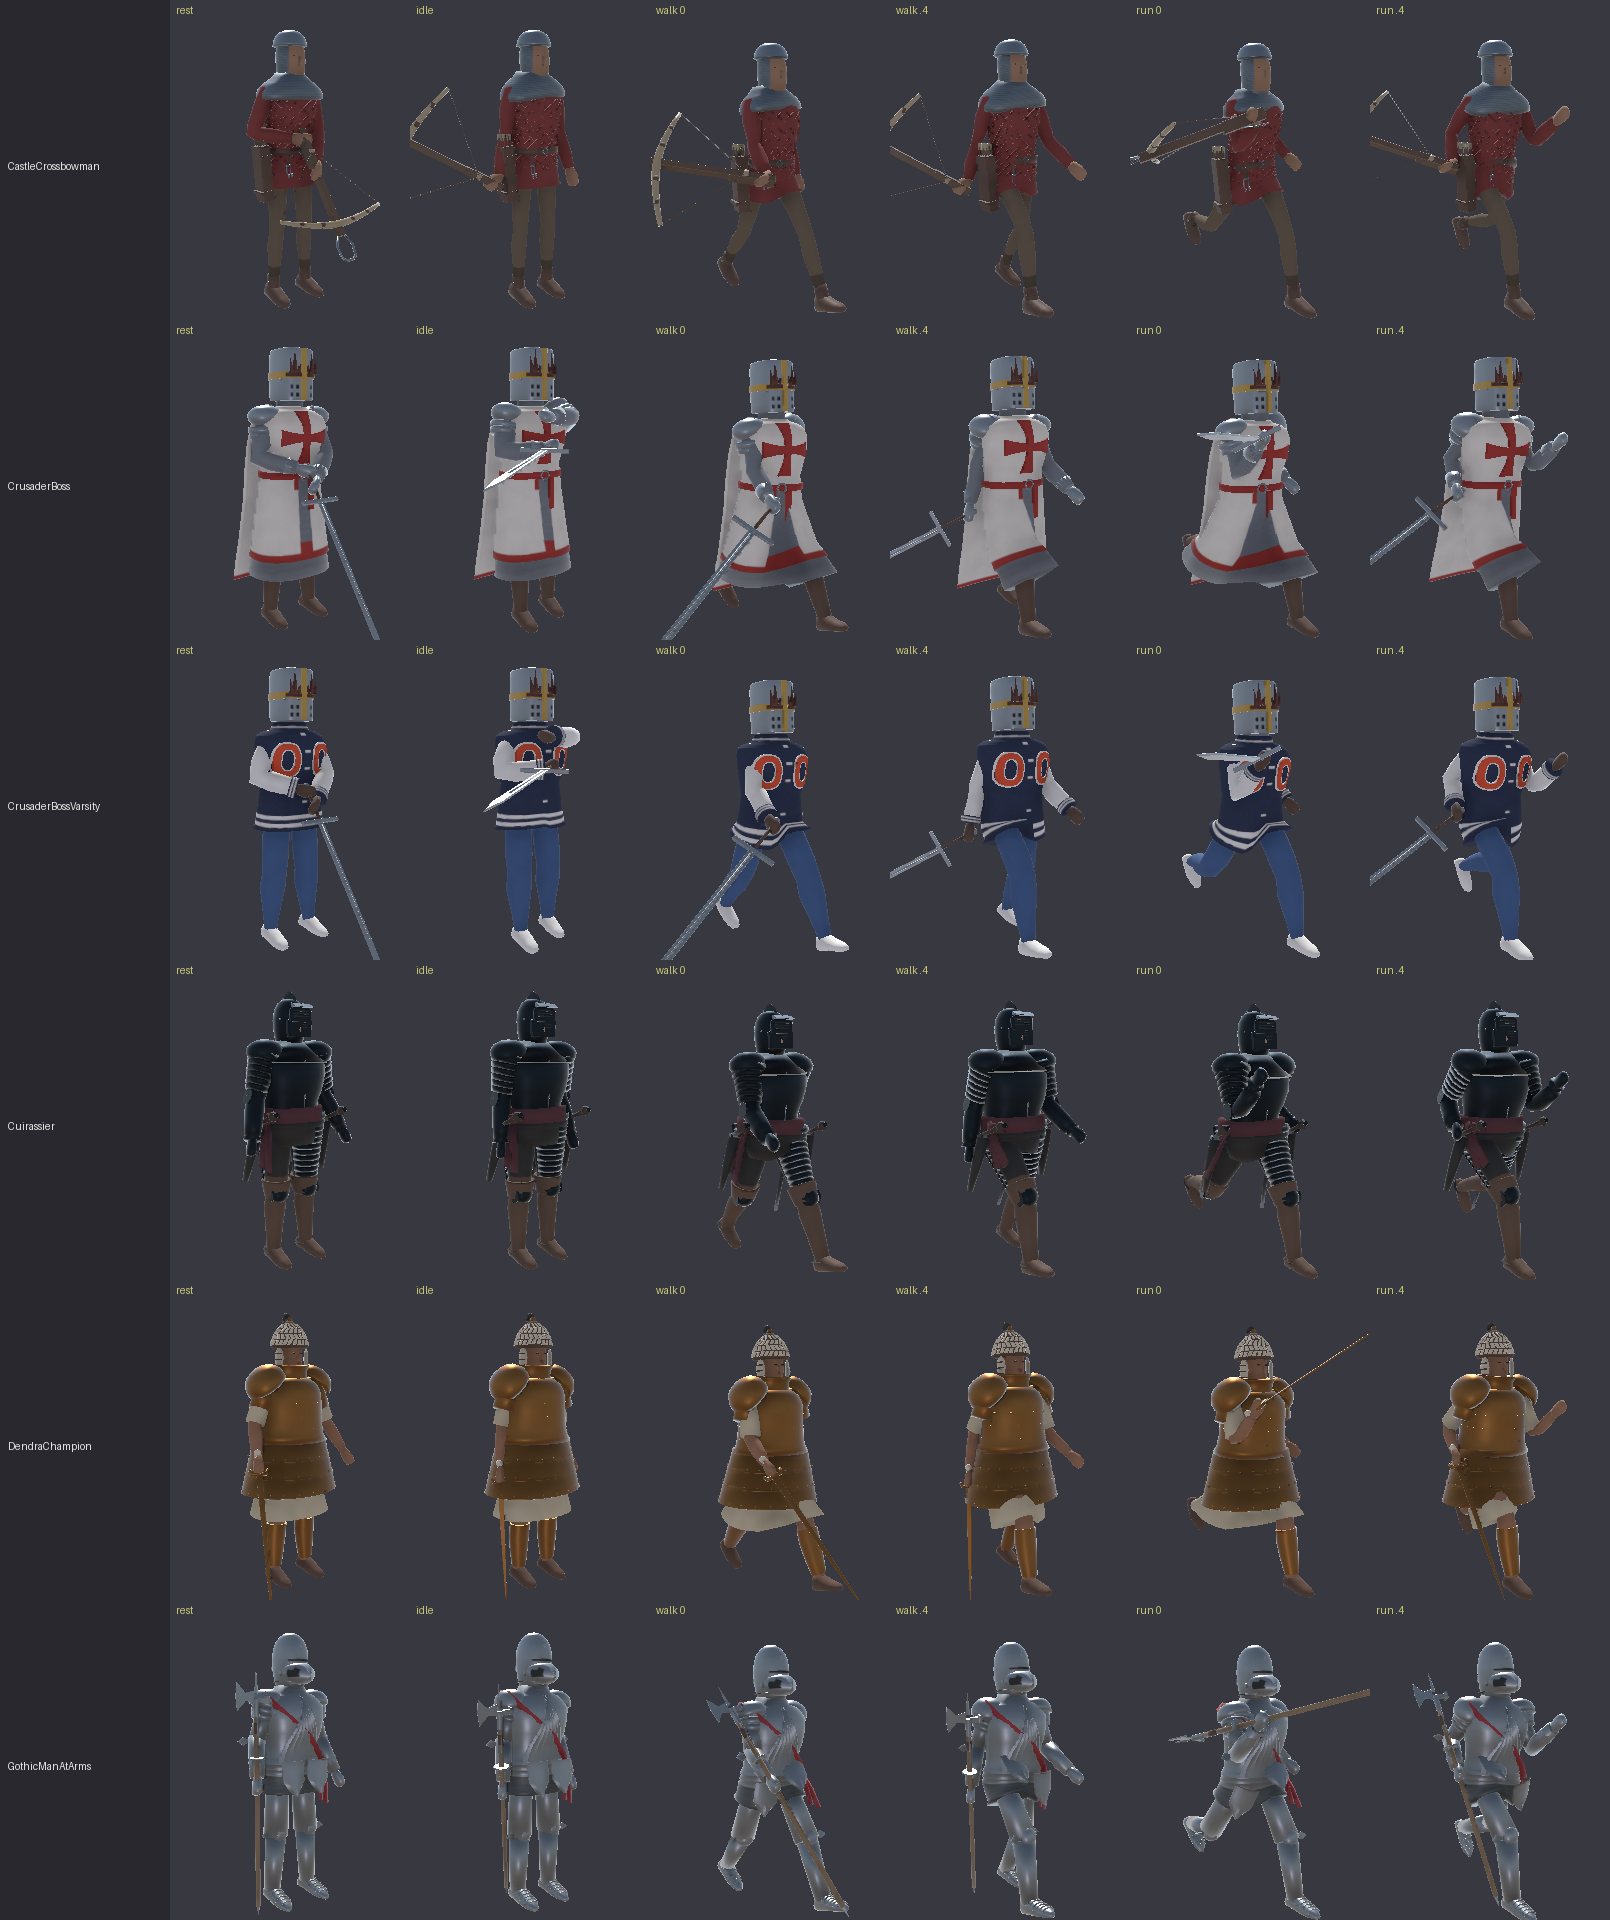 rest idle walk 0 walk .4 run 0 run .4
CastleCrossbowman
rest idle walk 0 walk .4 run 0 run .4
CrusaderBoss
rest idle walk 0 walk .4 run 0 run .4
CrusaderBossVarsity
rest idle walk 0 walk .4 run 0 run .4
Cuirassier
rest idle walk 0 walk .4 run 0 run .4
DendraChampion
rest idle walk 0 walk .4 run 0 run .4
GothicManAtArms